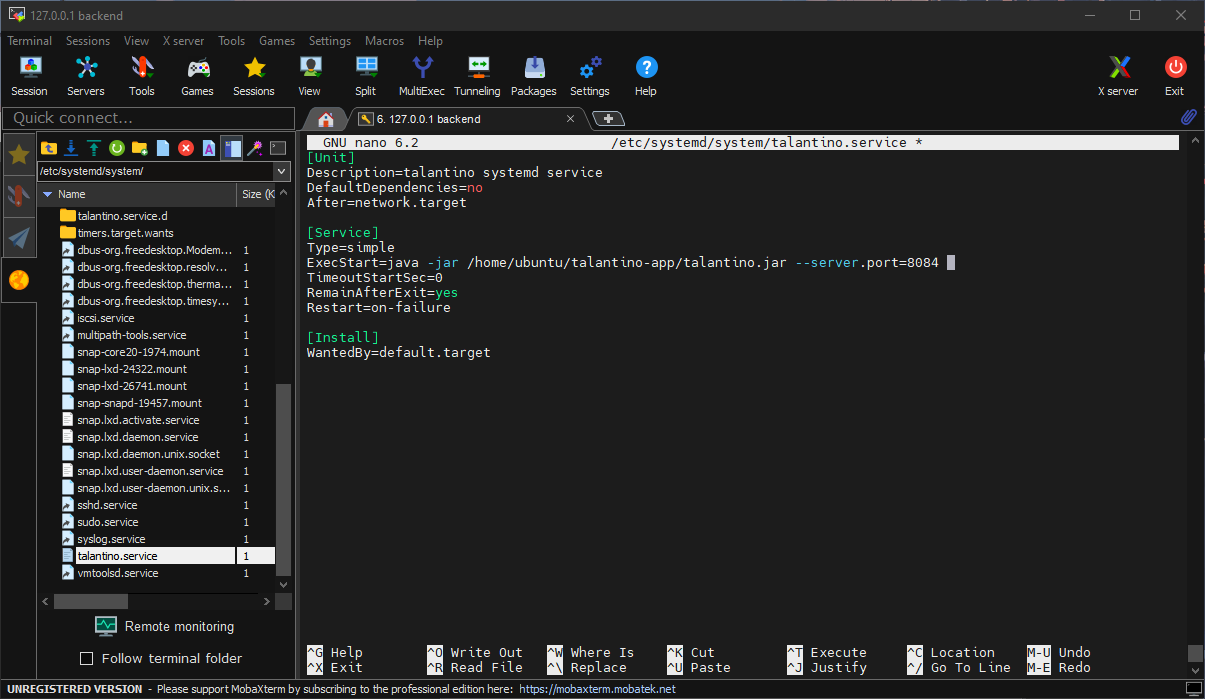 127.0.0.1 backend
Terminal Sessions View X server Tools Games Settings Macros Help
Session Servers Tools Games Sessions View Split MultiExec Tunneling Packages Settings Help X server Exit
Quick connect...
6. 127.0.0.1 backend
/etc/systemd/system/
Name Size (K
talantino.service.d
timers.target.wants
dbus-org.freedesktop.Modem... 1
dbus-org.freedesktop.resolv... 1
dbus-org.freedesktop.therma... 1
dbus-org.freedesktop.timesy... 1
iscsi.service 1
multipath-tools.service 1
snap-core20-1974.mount 1
snap-lxd-24322.mount 1
snap-lxd-26741.mount 1
snap-snapd-19457.mount 1
snap.lxd.activate.service 1
snap.lxd.daemon.service 1
snap.lxd.daemon.unix.socket 1
snap.lxd.user-daemon.service 1
snap.lxd.user-daemon.unix.s... 1
sshd.service 1
sudo.service 1
syslog.service 1
talantino.service 1
vmtoolsd.service 1
Remote monitoring
Follow terminal folder
GNU nano 6.2 /etc/systemd/system/talantino.service *
[Unit]
Description=talantino systemd service
DefaultDependencies=no
After=network.target
[Service]
Type=simple
ExecStart=java -jar /home/ubuntu/talantino-app/talantino.jar --server.port=8084
TimeoutStartSec=0
RemainAfterExit=yes
Restart=on-failure
[Install]
WantedBy=default.target
^G Help ^O Write Out ^W Where Is ^K Cut ^T Execute ^C Location M-U Undo
^X Exit ^R Read File ^\ Replace ^U Paste ^J Justify ^/ Go To Line M-E Redo
UNREGISTERED VERSION - Please support MobaXterm by subscribing to the professional edition here: https://mobaxterm.mobatek.net